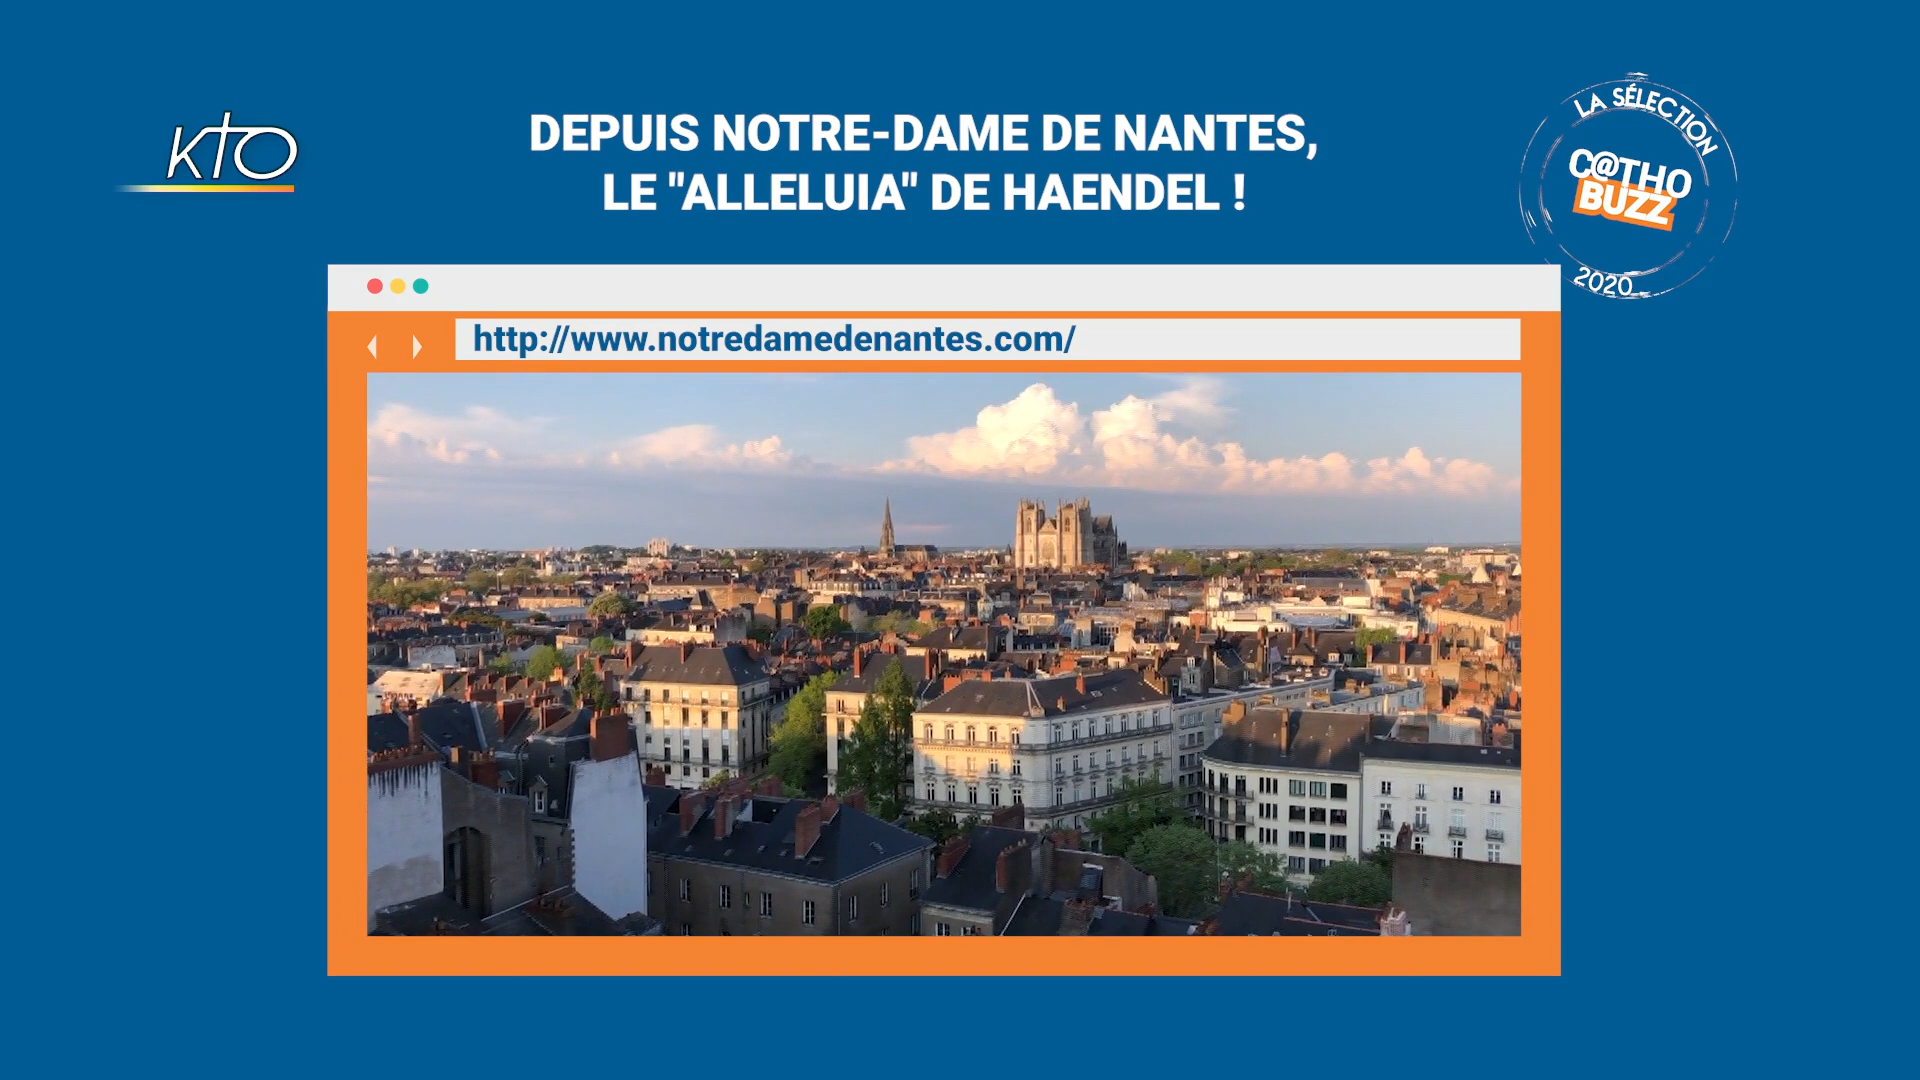 KTO
DEPUIS NOTRE-DAME DE NANTES,
LE "ALLELUIA" DE HAENDEL !
LA SÉLECTION
C@THO
BUZZ
2020
http://www.notredamedenantes.com/